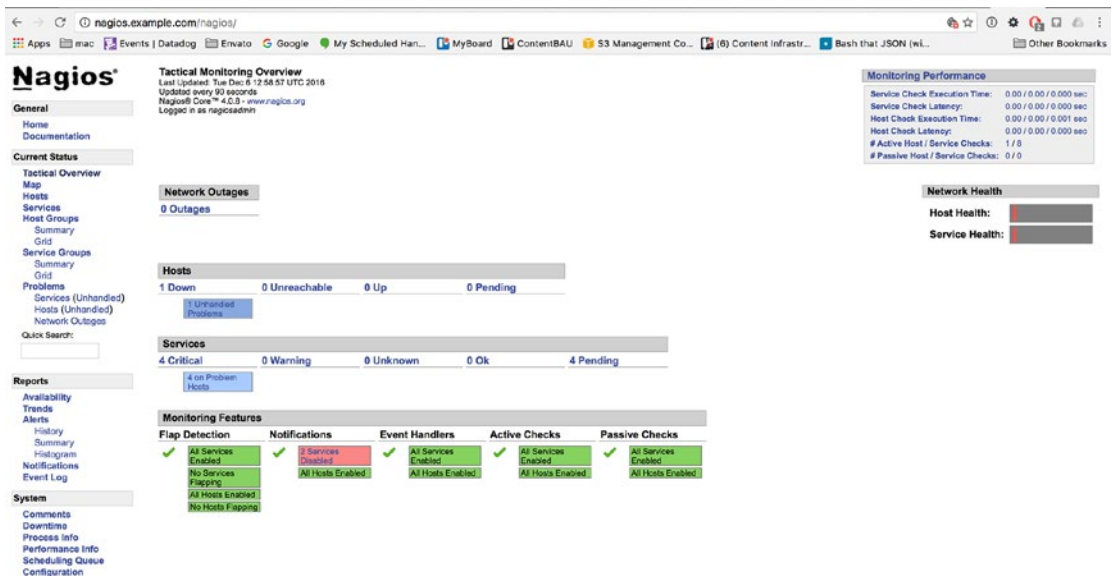 nagios.example.com/nagios/
Apps mac Events | Datadog Envato Google My Scheduled Han... MyBoard ContentBAU S3 Management Co... (6) Content Infrastr... Bash that JSON (wi... Other Bookmarks
Nagios®
General
Home
Documentation
Current Status
Tactical Overview
Map
Hosts
Services
Host Groups
Summary
Grid
Service Groups
Summary
Grid
Problems
Services (Unhandled)
Hosts (Unhandled)
Network Outages
Quick Search:
Reports
Availability
Trends
Alerts
History
Summary
Histogram
Notifications
Event Log
System
Comments
Downtime
Process Info
Performance Info
Scheduling Queue
Configuration
Tactical Monitoring Overview
Last Updated: Tue Dec 6 12:58:57 UTC 2016
Updated every 90 seconds
Nagios® Core™ 4.0.8 - www.nagios.org
Logged in as nagiosadmin
Monitoring Performance
Service Check Execution Time: 0.00 / 0.00 / 0.000 sec
Service Check Latency: 0.00 / 0.00 / 0.000 sec
Host Check Execution Time: 0.00 / 0.00 / 0.001 sec
Host Check Latency: 0.00 / 0.00 / 0.000 sec
# Active Host / Service Checks: 1 / 8
# Passive Host / Service Checks: 0 / 0
Network Outages
0 Outages
Network Health
Host Health:
Service Health:
Hosts
1 Down 0 Unreachable 0 Up 0 Pending
1 Unhandled
Problems
Services
4 Critical 0 Warning 0 Unknown 0 Ok 4 Pending
4 on Problem
Hosts
Monitoring Features
Flap Detection Notifications Event Handlers Active Checks Passive Checks
All Services Enabled 2 Services Disabled All Services Enabled All Services Enabled All Services Enabled
No Services Flapping All Hosts Enabled All Hosts Enabled All Hosts Enabled All Hosts Enabled
All Hosts Enabled
No Hosts Flapping